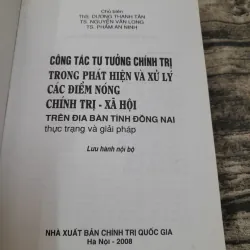 Chủ biên
ThS. DƯƠNG THANH TÂN
TS. NGUYỄN VĂN LONG
TS. PHẠM AN NINH
CÔNG TÁC TƯ TƯỞNG CHÍNH TRỊ
TRONG PHÁT HIỆN VÀ XỬ LÝ
CÁC ĐIỂM NÓNG
CHÍNH TRỊ - XÃ HỘI
TRÊN ĐỊA BÀN TỈNH ĐỒNG NAI
thực trạng và giải pháp
Lưu hành nội bộ
NHÀ XUẤT BẢN CHÍNH TRỊ QUỐC GIA
Hà Nội - 2008